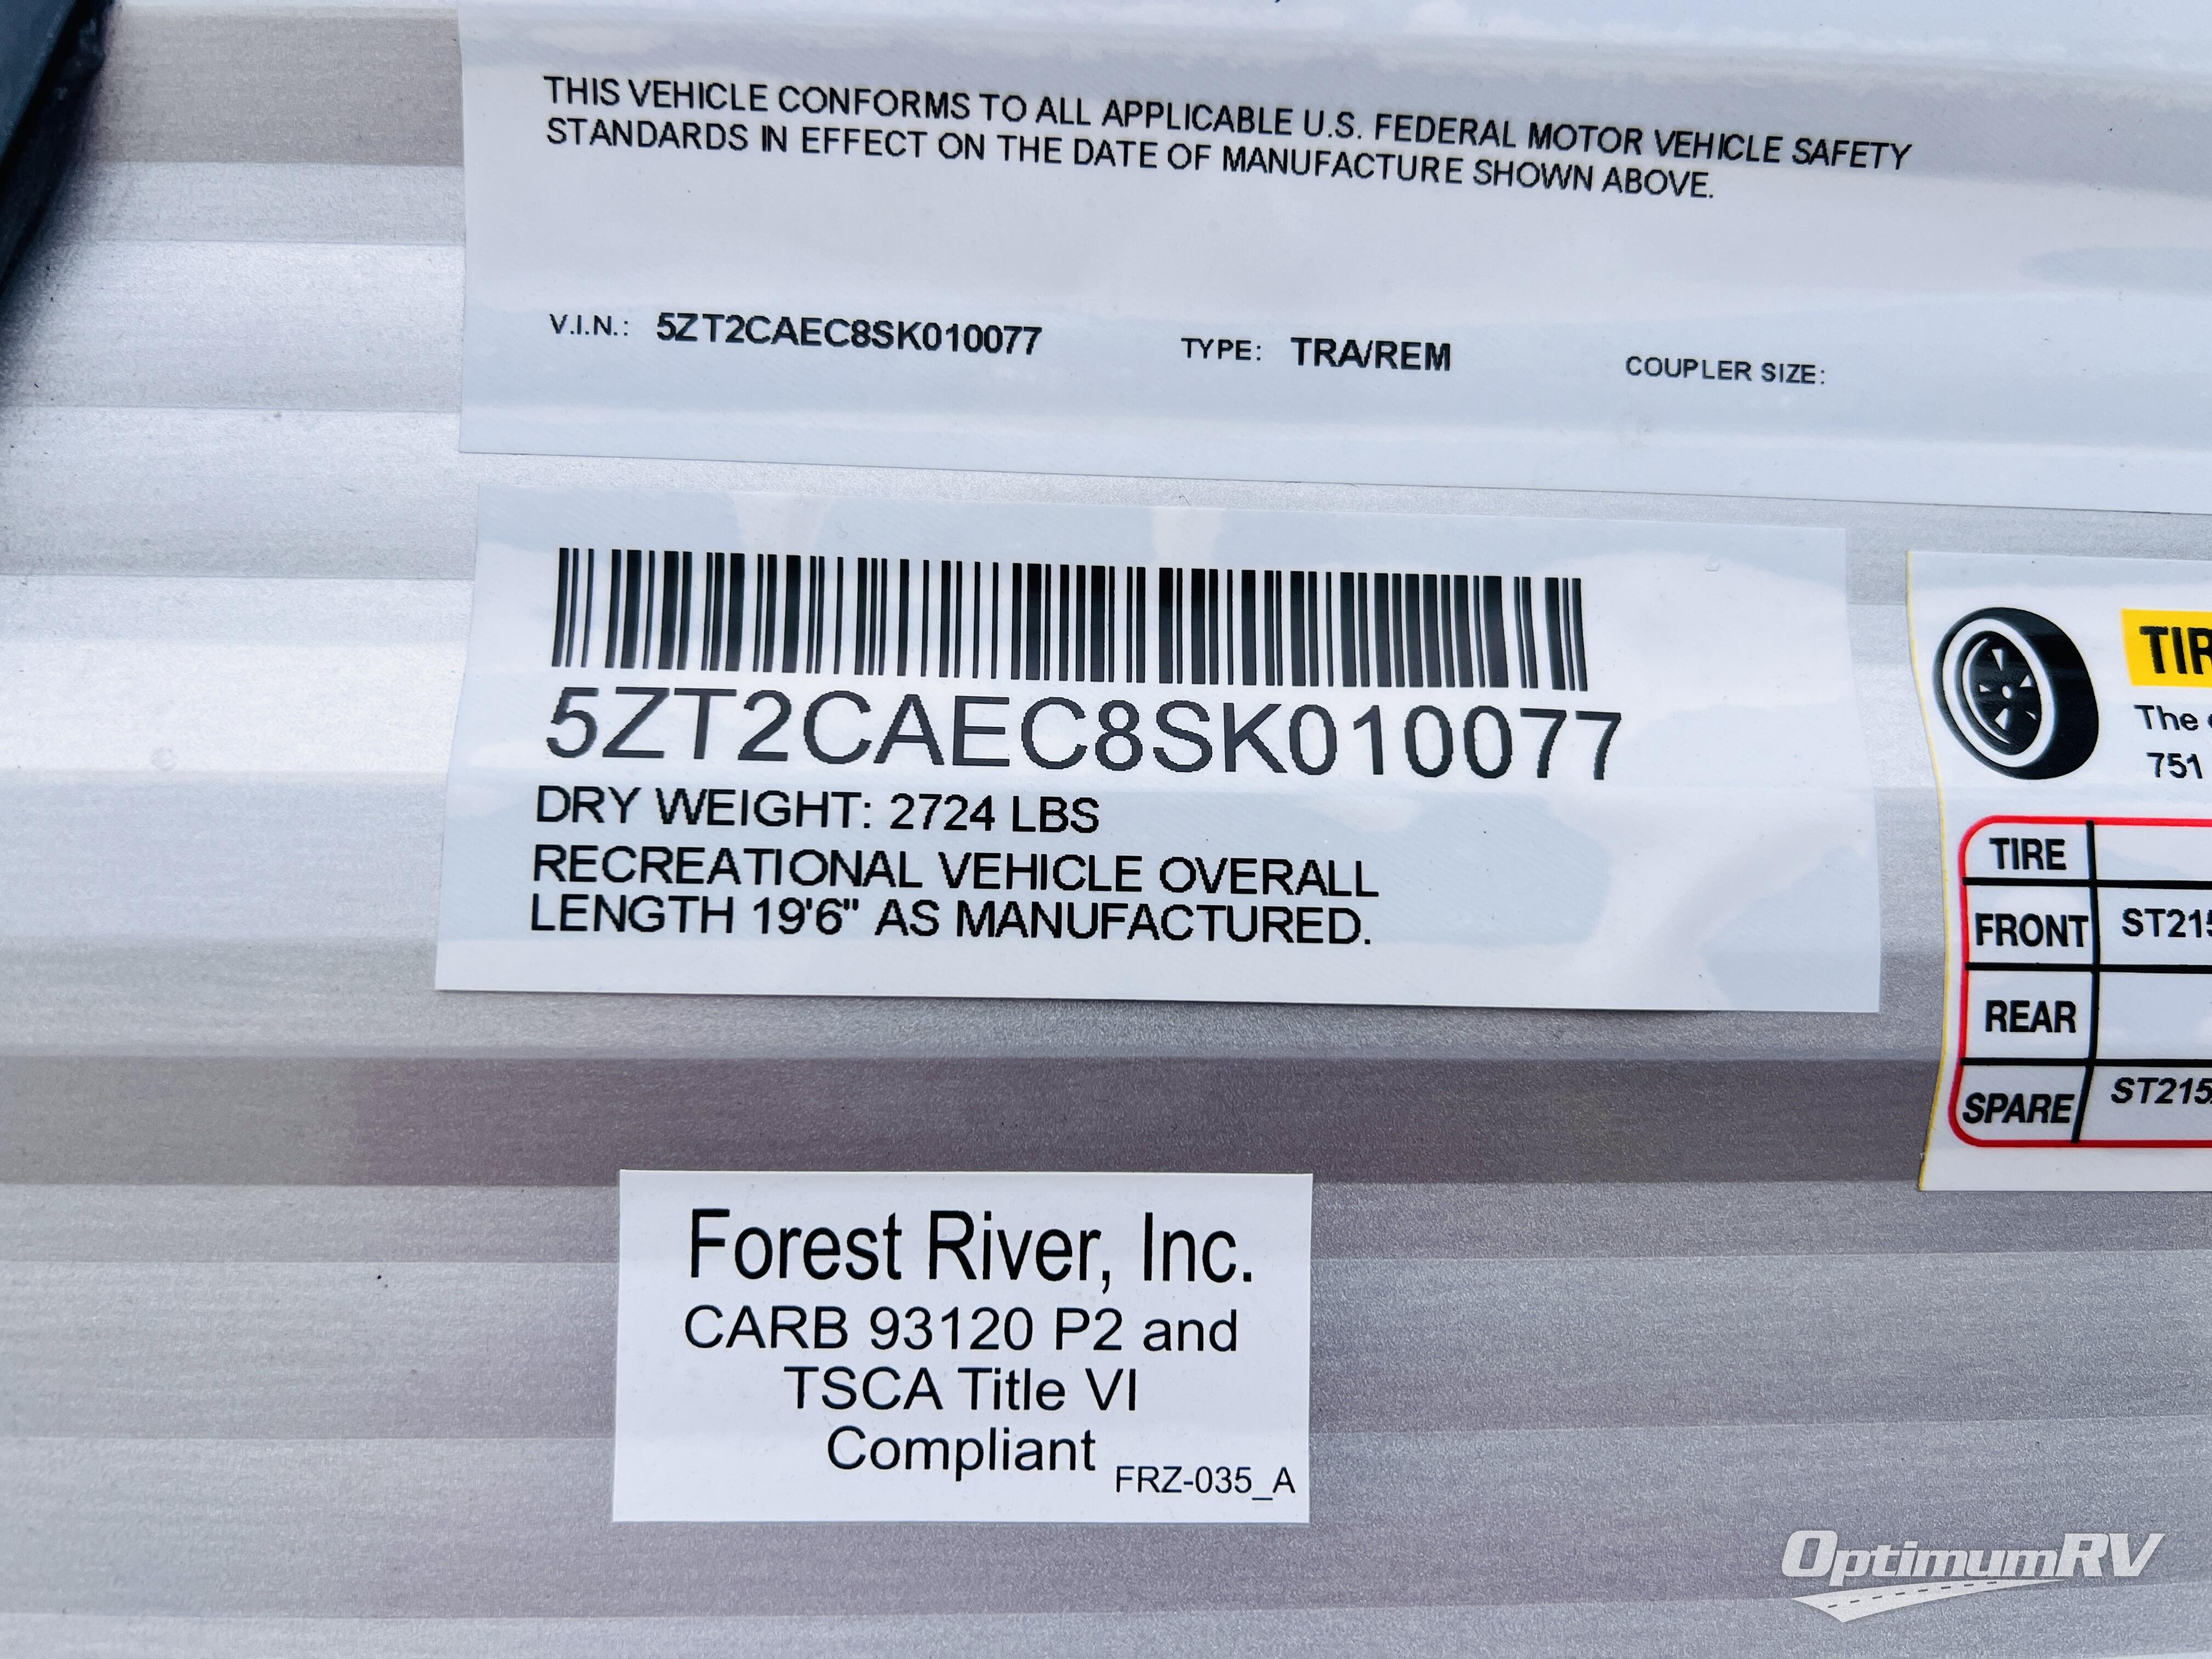 THIS VEHICLE CONFORMS TO ALL APPLICABLE U.S. FEDERAL MOTOR VEHICLE SAFETY
STANDARDS IN EFFECT ON THE DATE OF MANUFACTURE SHOWN ABOVE.
V.I.N.: 5ZT2CAEC8SK010077 TYPE: TRA/REM COUPLER SIZE:
5ZT2CAEC8SK010077
DRY WEIGHT: 2724 LBS
RECREATIONAL VEHICLE OVERALL
LENGTH 19'6" AS MANUFACTURED.
TIR
The
751
TIRE
FRONT ST215
REAR
SPARE ST215
Forest River, Inc.
CARB 93120 P2 and
TSCA Title VI
Compliant FRZ-035_A
OptimumRV